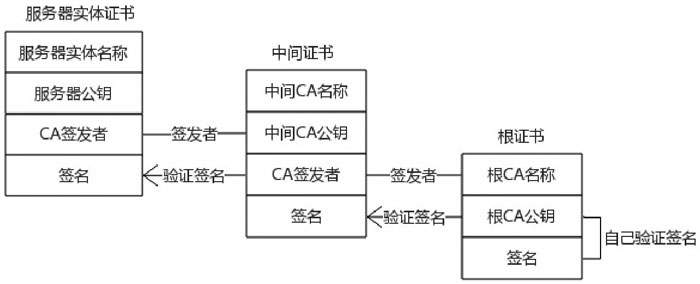 服务器实体证书
服务器实体名称
服务器公钥
CA签发者
签名
签发者
验证签名
中间证书
中间CA名称
中间CA公钥
CA签发者
签名
签发者
验证签名
根证书
根CA名称
根CA公钥
签名
自己验证签名